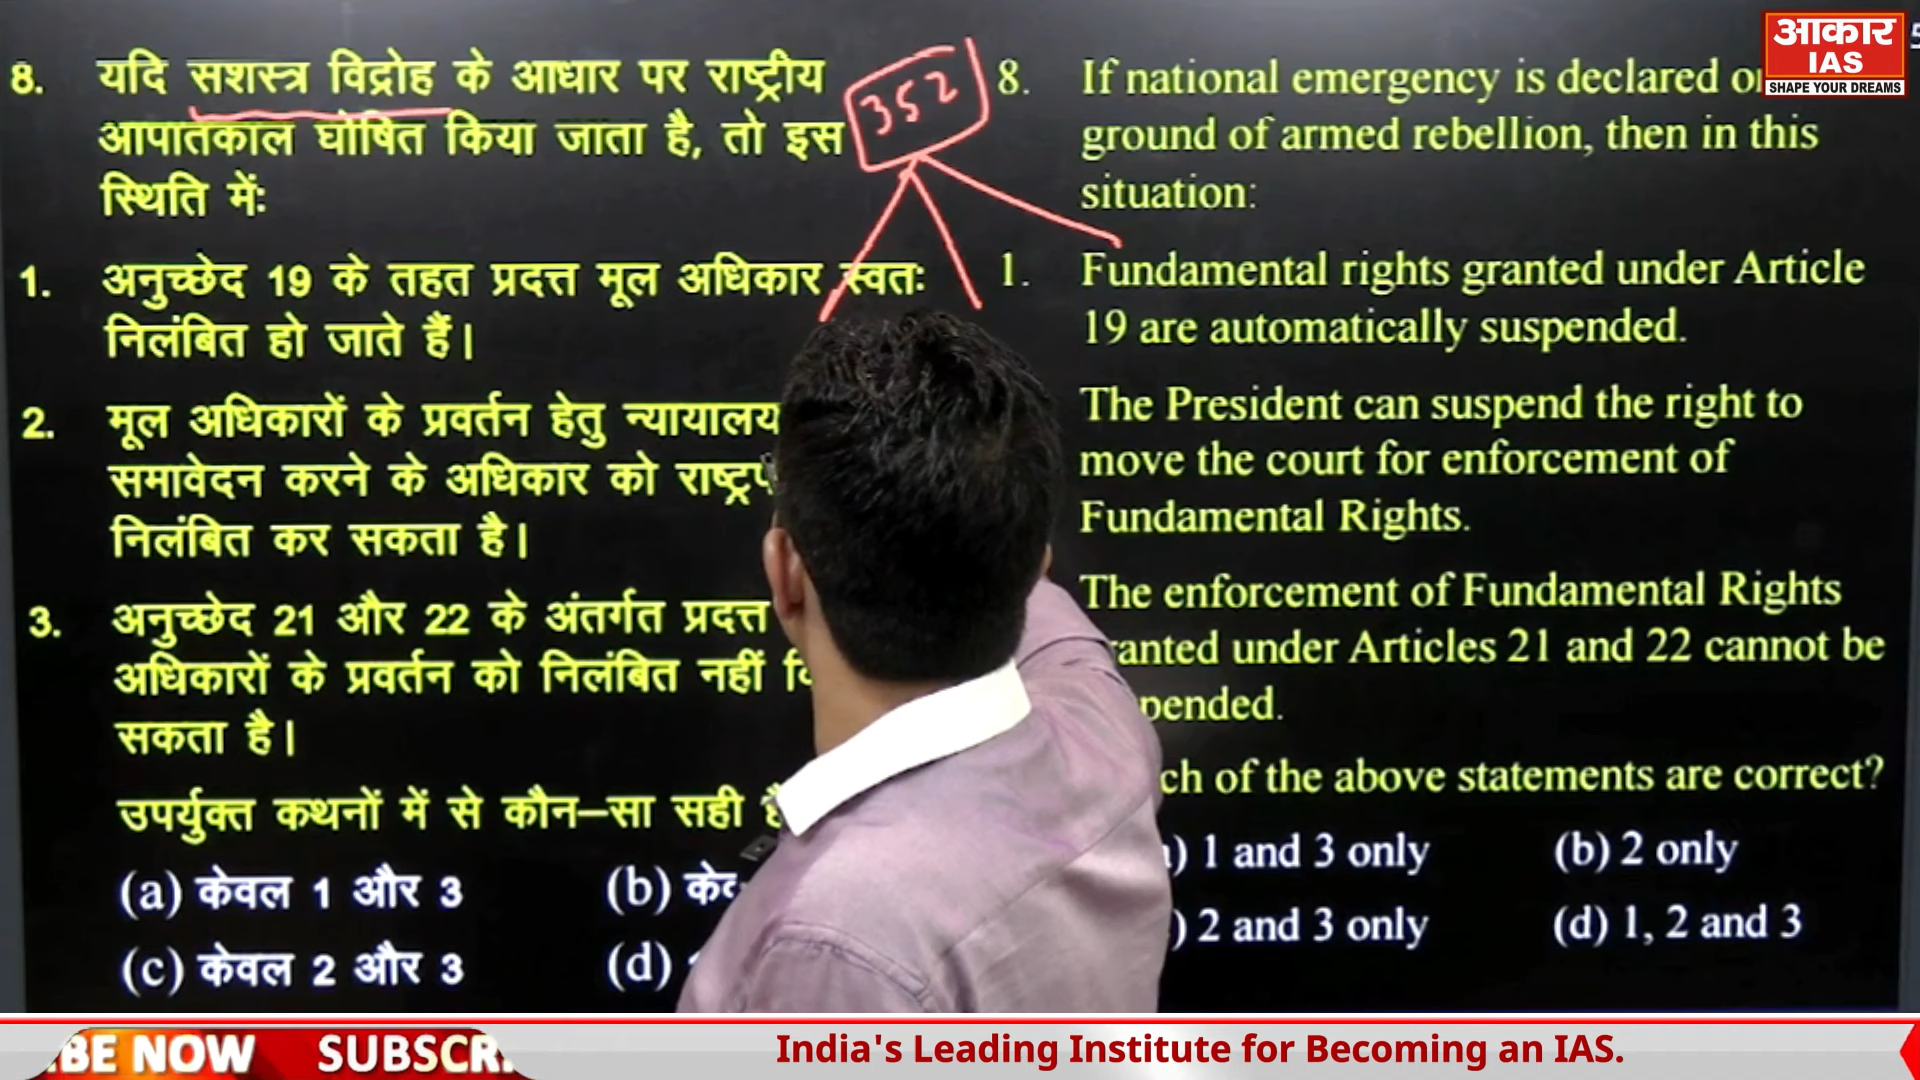 8. यदि सशस्त्र विद्रोह के आधार पर राष्ट्रीय
आपातकाल घोषित किया जाता है, तो इस
स्थिति में:
1. अनुच्छेद 19 के तहत प्रदत्त मूल अधिकार स्वतः
निलंबित हो जाते हैं।
2. मूल अधिकारों के प्रवर्तन हेतु न्यायालय
समावेदन करने के अधिकार को
निलंबित कर सकता है।
3. अनुच्छेद 21 और 22 के अंतर्गत प्रदत्त
अधिकारों के प्रवर्तन को निलंबित नहीं
सकता है।
उपर्युक्त कथनों में से कौन–सा सही
(a) केवल 1 और 3
(b)
(c) केवल 2 और 3
(d)
352
8. If national emergency is declared
ground of armed rebellion, then in this
situation:
1. Fundamental rights granted under Article
19 are automatically suspended.
The President can suspend the right to
move the court for enforcement of
Fundamental Rights.
The enforcement of Fundamental Rights
under Articles 21 and 22 cannot be
of the above statements are correct?
1 and 3 only
(b) 2 only
2 and 3 only
(d) 1, 2 and 3
आकार
IAS
SHAPE YOUR DREAMS
NOW SUBSCR
India's Leading Institute for Becoming an IAS.